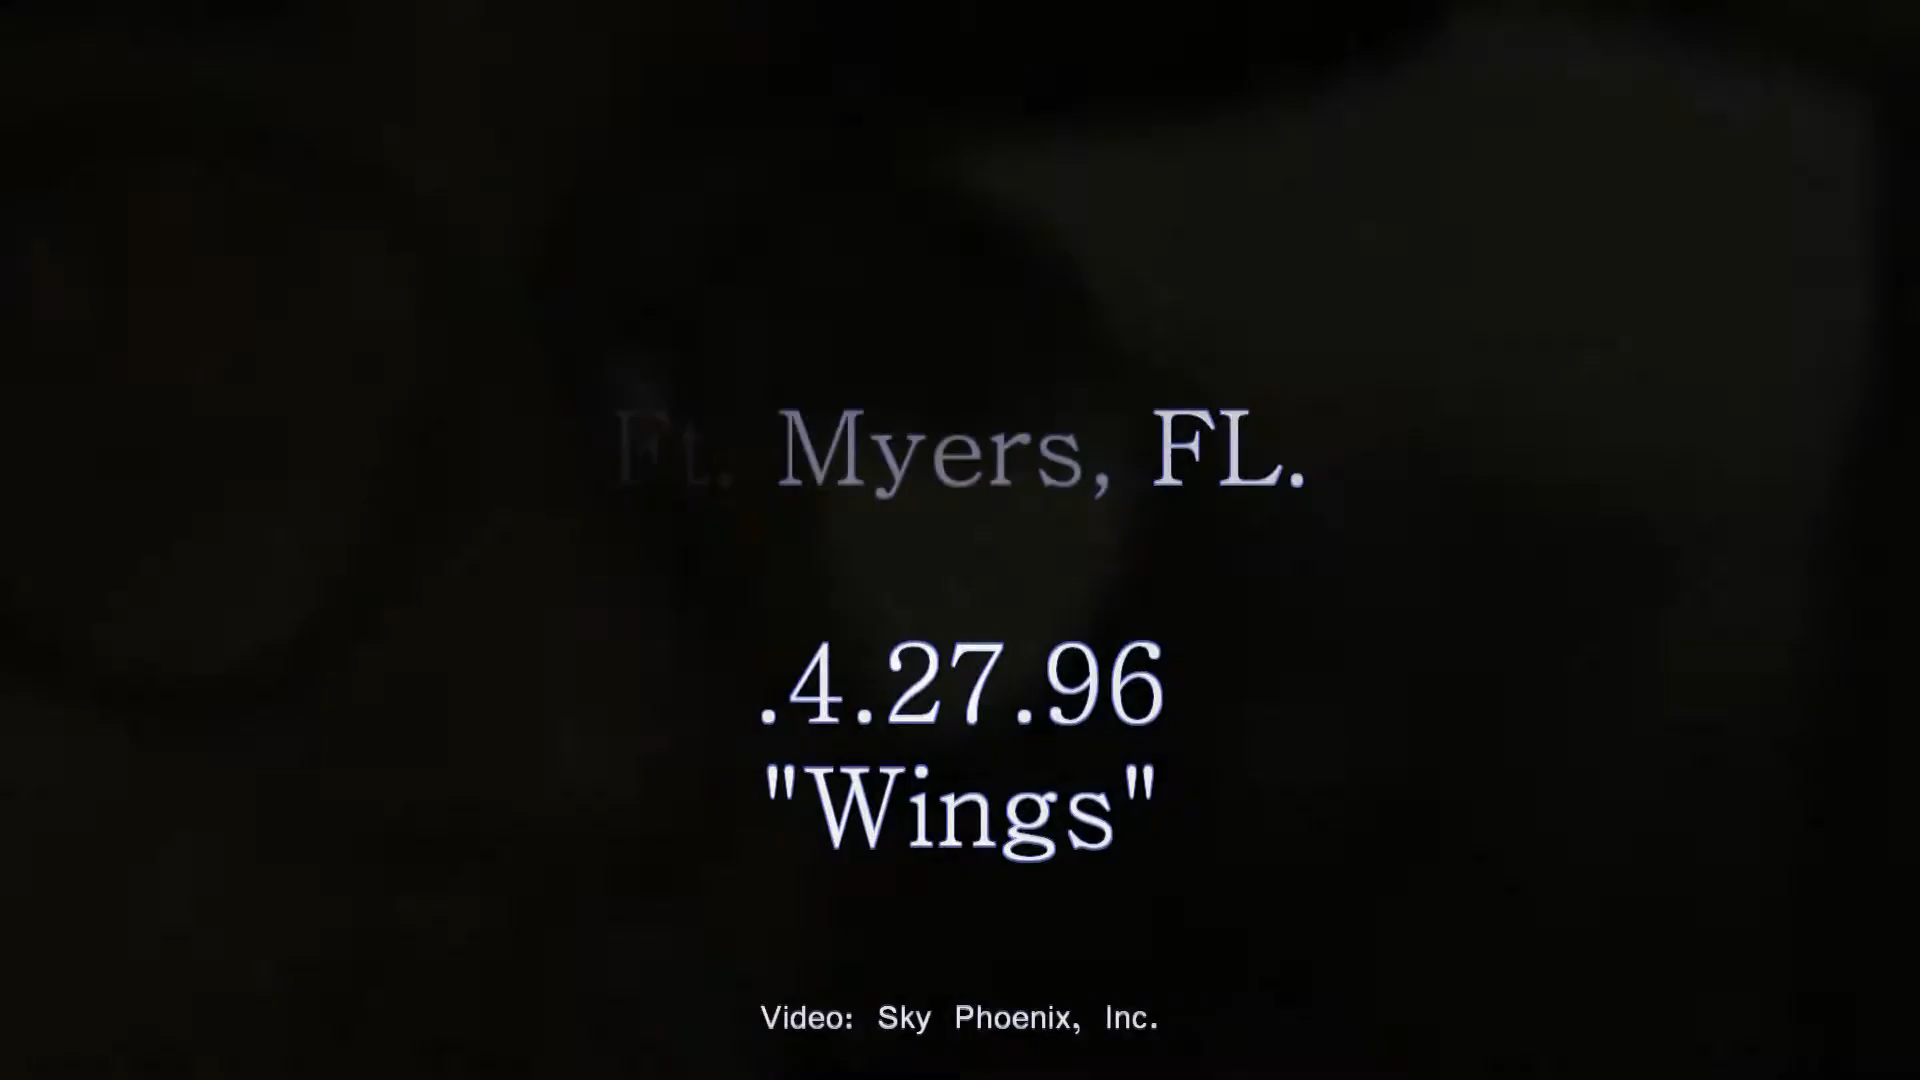 Ft. Myers, FL.
.4.27.96
"Wings"
Video: Sky Phoenix, Inc.